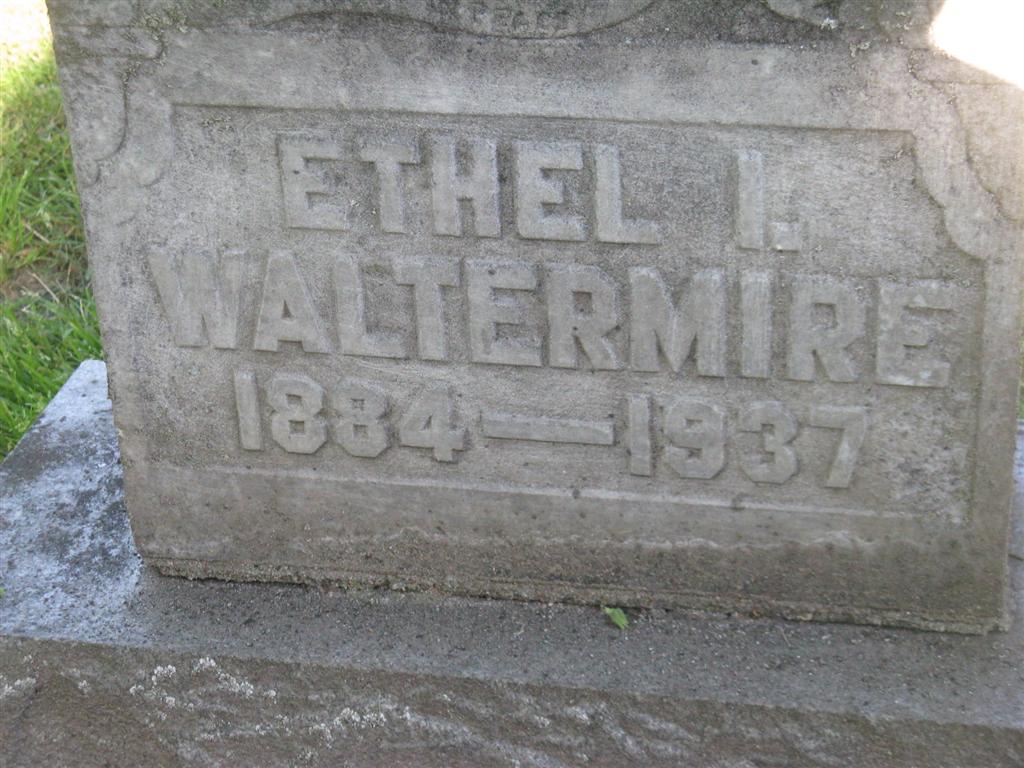 ETHEL I.
WALTERMIRE
1884—1937